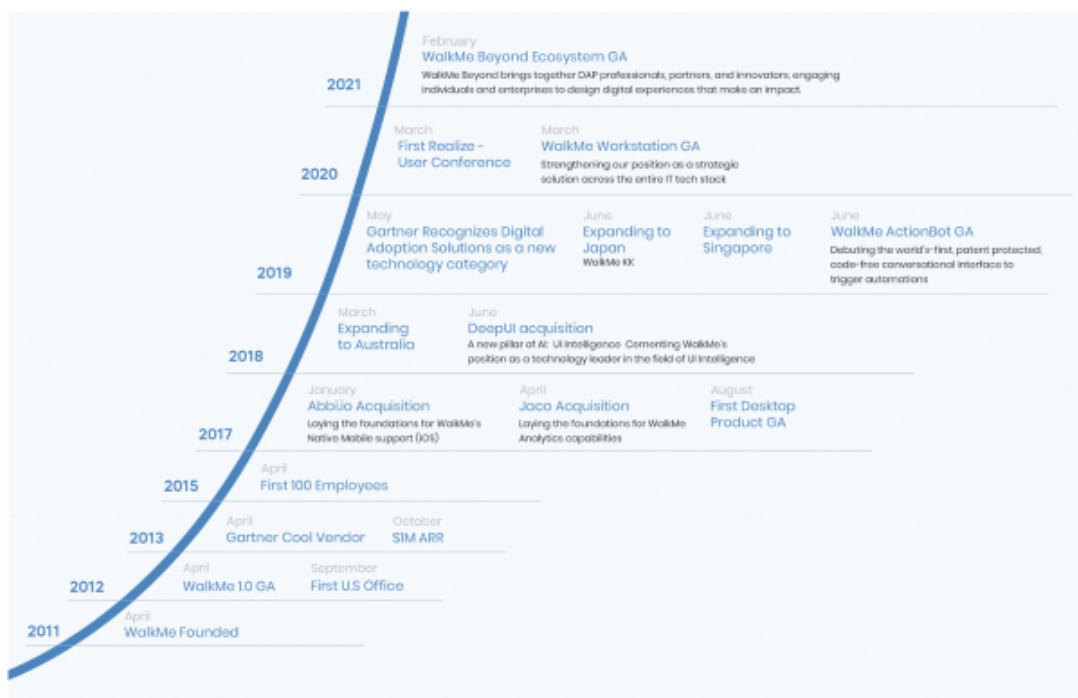 February
WalkMe Beyond Ecosystem GA
WalkMe Beyond brings together DAP professionals, partners, and innovators, engaging
individuals and enterprises to design digital experiences that make an impact.
2021
March
First Realize -
User Conference
March
WalkMe Workstation GA
Strengthening our position as a strategic
solution across the entire IT tech stack
2020
May
Gartner Recognizes Digital
Adoption Solutions as a new
technology category
June
Expanding to
Japan
WalkMe KK
June
Expanding to
Singapore
June
WalkMe ActionBot GA
Debuting the world's-first, patent protected,
code-free conversational interface to
trigger automations
2019
March
Expanding
to Australia
June
DeepUI acquisition
A new pillar of AI: UI Intelligence Cementing WalkMe's
position as a technology leader in the field of UI Intelligence
2018
January
Abbiio Acquisition
Laying the foundations for WalkMe's
Native Mobile support (iOS)
April
Jaco Acquisition
Laying the foundations for WalkMe
Analytics capabilities
August
First Desktop
Product GA
2017
April
First 100 Employees
2015
April
Gartner Cool Vendor
October
$1M ARR
2013
April
WalkMe 1.0 GA
September
First U.S Office
2012
April
WalkMe Founded
2011